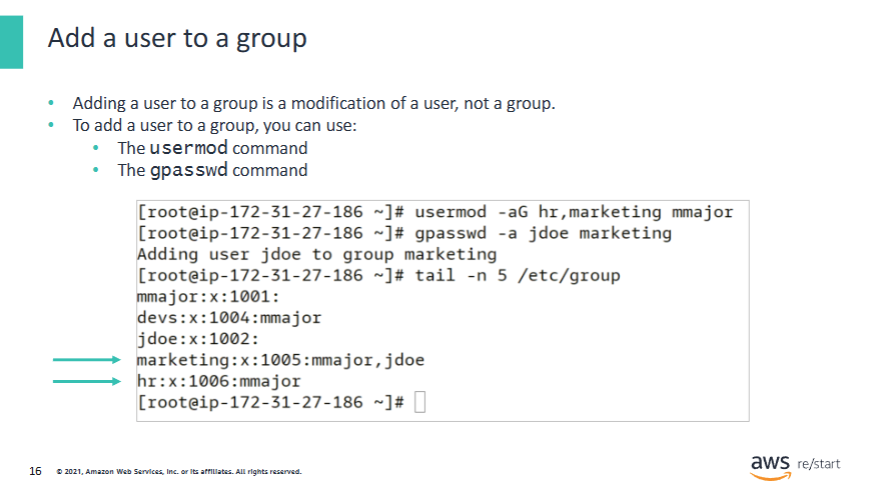 Add a user to a group
• Adding a user to a group is a modification of a user, not a group.
• To add a user to a group, you can use:
• The usermod command
• The gpasswd command
[root@ip-172-31-27-186 ~]# usermod -aG hr,marketing mmajor
[root@ip-172-31-27-186 ~]# gpasswd -a jdoe marketing
Adding user jdoe to group marketing
[root@ip-172-31-27-186 ~]# tail -n 5 /etc/group
mmajor:x:1001:
devs:x:1004:mmajor
jdoe:x:1002:
marketing:x:1005:mmajor,jdoe
hr:x:1006:mmajor
[root@ip-172-31-27-186 ~]#
16 © 2021, Amazon Web Services, Inc. or its affiliates. All rights reserved.
aws re/start